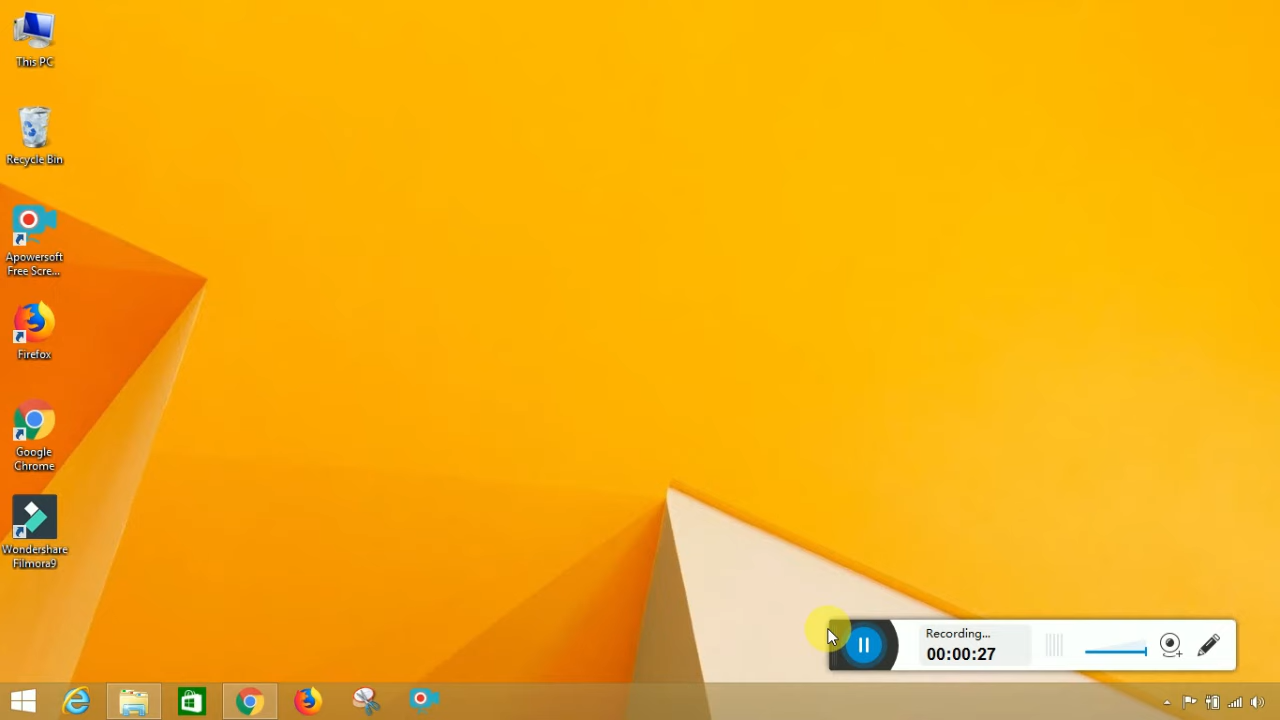 This PC
Recycle Bin
Apowersoft
Free Scre...
Firefox
Google
Chrome
Wondershare
Filmora9
Recording...
00:00:27